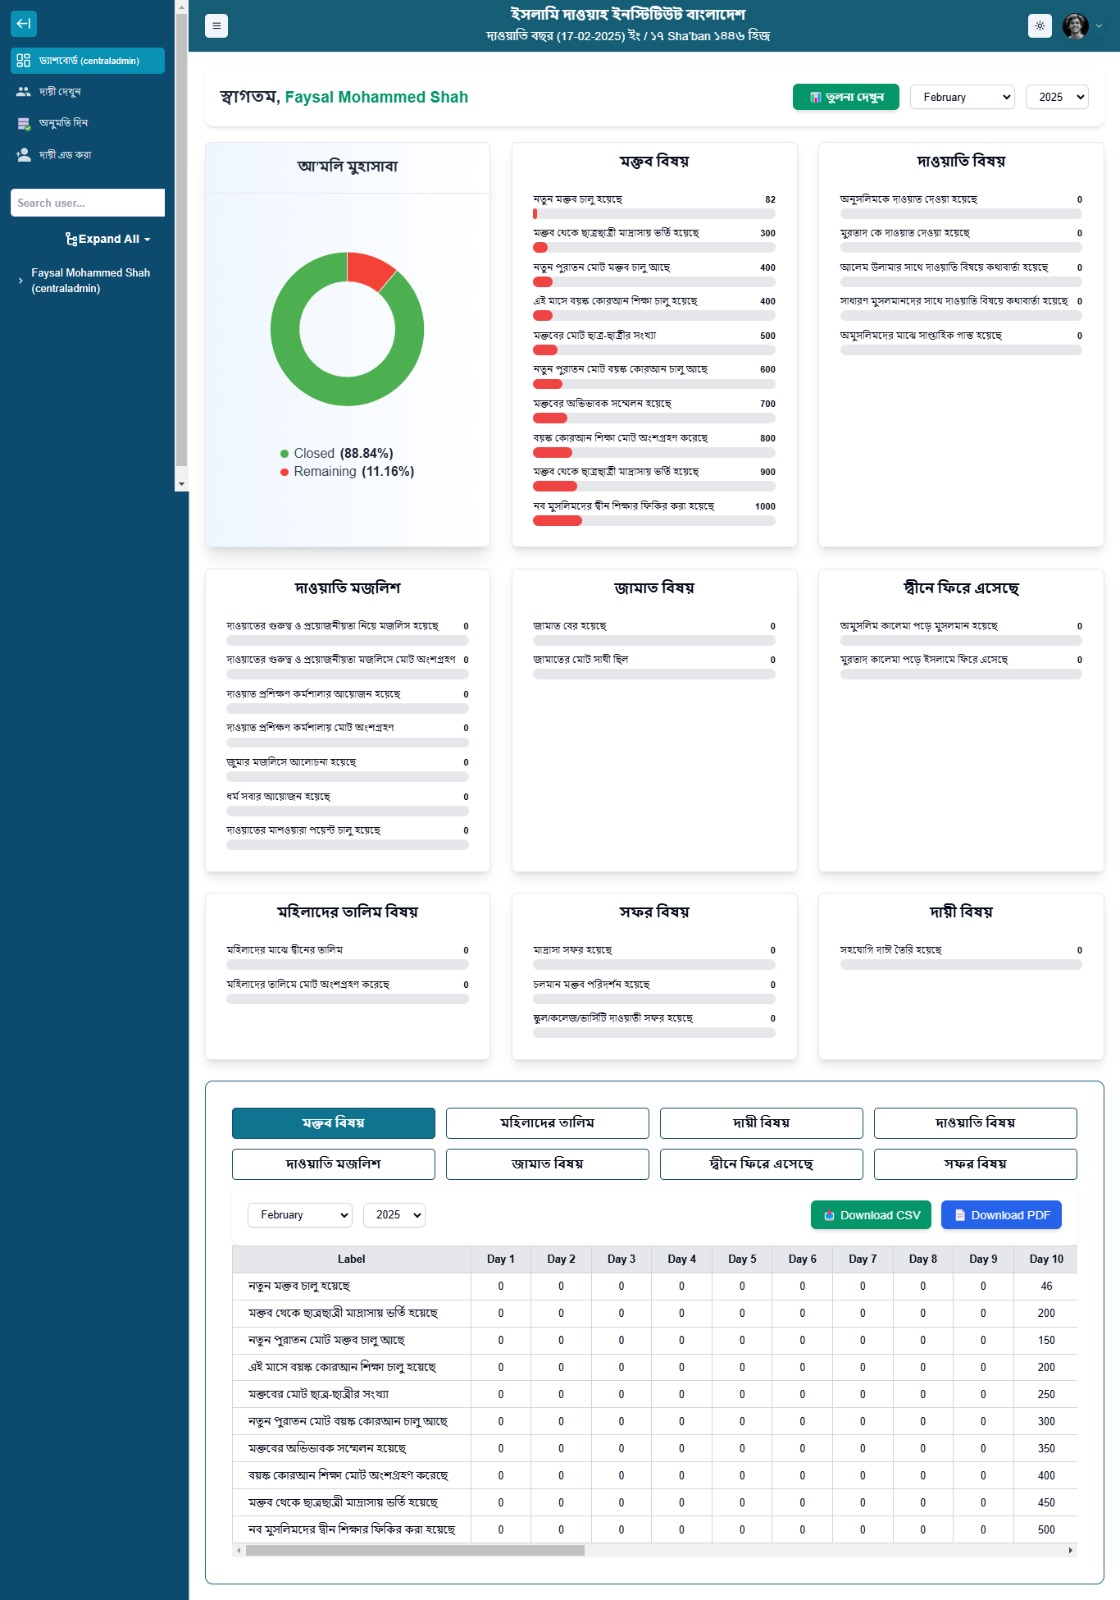 ইসলামি দাওয়াহ ইনস্টিটিউট বাংলাদেশ
দাওয়াতি বছর (17-02-2025) ইং / ১৭ Sha'ban ১৪৪৬ হিজ
ড্যাশবোর্ড (centraladmin)
দায়ী দেখুন
অনুমতি দিন
দায়ী এড করা
Search user...
Expand All
Faysal Mohammed Shah
(centraladmin)
স্বাগতম, Faysal Mohammed Shah
তুলনা দেখুন
February
2025
আ'মলি মুহাসাবা
Closed (88.84%)
Remaining (11.16%)
মক্তব বিষয়
নতুন মক্তব চালু হয়েছে 82
মক্তব থেকে ছাত্রছাত্রী মাদ্রাসায় ভর্তি হয়েছে 300
নতুন পুরাতন মোট মক্তব চালু আছে 400
এই মাসে বয়স্ক কোরআন শিক্ষা চালু হয়েছে 400
মক্তবের মোট ছাত্র-ছাত্রীর সংখ্যা 500
নতুন পুরাতন মোট বয়স্ক কোরআন চালু আছে 600
মক্তবের অভিভাবক সম্মেলন হয়েছে 700
বয়স্ক কোরআন শিক্ষা মোট অংশগ্রহণ করেছে 800
মক্তব থেকে ছাত্রছাত্রী মাদ্রাসায় ভর্তি হয়েছে 900
নব মুসলিমদের দ্বীন শিক্ষার ফিকির করা হয়েছে 1000
দাওয়াতি বিষয়
অমুসলিমকে দাওয়াত দেওয়া হয়েছে 0
মুরতাদ কে দাওয়াত দেওয়া হয়েছে 0
আলেম উলামার সাথে দাওয়াতি বিষয়ে কথাবার্তা হয়েছে 0
সাধারণ মুসলমানদের সাথে দাওয়াতি বিষয়ে কথাবার্তা হয়েছে 0
অমুসলিমদের মাঝে সাপ্তাহিক গাস্ত হয়েছে 0
দাওয়াতি মজলিশ
দাওয়াতের গুরুত্ব ও প্রয়োজনীয়তা নিয়ে মজলিস হয়েছে 0
দাওয়াতের গুরুত্ব ও প্রয়োজনীয়তা মজলিসে মোট অংশগ্রহণ 0
দাওয়াত প্রশিক্ষণ কর্মশালার আয়োজন হয়েছে 0
দাওয়াত প্রশিক্ষণ কর্মশালায় মোট অংশগ্রহণ 0
জুমার মজলিসে আলোচনা হয়েছে 0
ধর্ম সবার আয়োজন হয়েছে 0
দাওয়াতের মাশওয়ারা পয়েন্ট চালু হয়েছে 0
জামাত বিষয়
জামাত বের হয়েছে 0
জামাতের মোট সাথী ছিল 0
দ্বীনে ফিরে এসেছে
অমুসলিম কালেমা পড়ে মুসলমান হয়েছে 0
মুরতাদ কালেমা পড়ে ইসলামে ফিরে এসেছে 0
মহিলাদের তালিম বিষয়
মহিলাদের মাঝে দ্বীনের তালিম 0
মহিলাদের তালিমে মোট অংশগ্রহণ করেছে 0
সফর বিষয়
মাদ্রাসা সফর হয়েছে 0
চলমান মক্তব পরিদর্শন হয়েছে 0
স্কুল/কলেজ/ভার্সিটি দাওয়াতী সফর হয়েছে 0
দায়ী বিষয়
সহযোগি দাঈ তৈরি হয়েছে 0
মক্তব বিষয় মহিলাদের তালিম দায়ী বিষয় দাওয়াতি বিষয়
দাওয়াতি মজলিশ জামাত বিষয় দ্বীনে ফিরে এসেছে সফর বিষয়
February 2025 Download CSV Download PDF
Label Day 1 Day 2 Day 3 Day 4 Day 5 Day 6 Day 7 Day 8 Day 9 Day 10
নতুন মক্তব চালু হয়েছে 0 0 0 0 0 0 0 0 0 46
মক্তব থেকে ছাত্রছাত্রী মাদ্রাসায় ভর্তি হয়েছে 0 0 0 0 0 0 0 0 0 200
নতুন পুরাতন মোট মক্তব চালু আছে 0 0 0 0 0 0 0 0 0 150
এই মাসে বয়স্ক কোরআন শিক্ষা চালু হয়েছে 0 0 0 0 0 0 0 0 0 200
মক্তবের মোট ছাত্র-ছাত্রীর সংখ্যা 0 0 0 0 0 0 0 0 0 250
নতুন পুরাতন মোট বয়স্ক কোরআন চালু আছে 0 0 0 0 0 0 0 0 0 300
মক্তবের অভিভাবক সম্মেলন হয়েছে 0 0 0 0 0 0 0 0 0 350
বয়স্ক কোরআন শিক্ষা মোট অংশগ্রহণ করেছে 0 0 0 0 0 0 0 0 0 400
মক্তব থেকে ছাত্রছাত্রী মাদ্রাসায় ভর্তি হয়েছে 0 0 0 0 0 0 0 0 0 450
নব মুসলিমদের দ্বীন শিক্ষার ফিকির করা হয়েছে 0 0 0 0 0 0 0 0 0 500